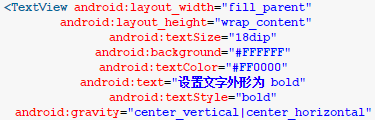 <TextView android:layout_width="fill_parent"
android:layout_height="wrap_content"
android:textSize="18dip"
android:background="#FFFFFF"
android:textColor="#FF0000"
android:text="设置文字外形为 bold"
android:textStyle="bold"
android:gravity="center_vertical|center_horizontal"